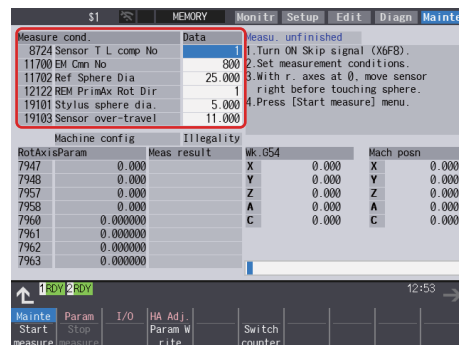 $1 MEMORY Monitr Setup Edit Diagn Mainte
Measure cond. Data Measu. unfinished
8724 Sensor T L comp No 1 1.Turn ON Skip signal (X6F8).
11700 EM Cmn No 800 2.Set measurement conditions.
11702 Ref Sphere Dia 25.000 3.With r. axes at 0, move sensor
12122 REM PrimAx Rot Dir 1 right before touching sphere.
19101 Stylus sphere dia. 5.000 4.Press [Start measure] menu.
19103 Sensor over-travel 11.000
Machine config Illegality
RotAxisParam Meas result Wk.G54 Mach posn
7947 0.000 X 0.000 X 0.000
7948 0.000 Y 0.000 Y 0.000
7957 0.000 Z 0.000 Z 0.000
7958 0.000 A 0.000 A 0.000
7960 0.000000 C 0.000 C 0.000
7961 0.000000
7962 0.000000
7963 0.000000
1RDY 2RDY 12:53
Mainte Param I/O HA Adj.
Start Stop Param W Switch
measure measure rite counter